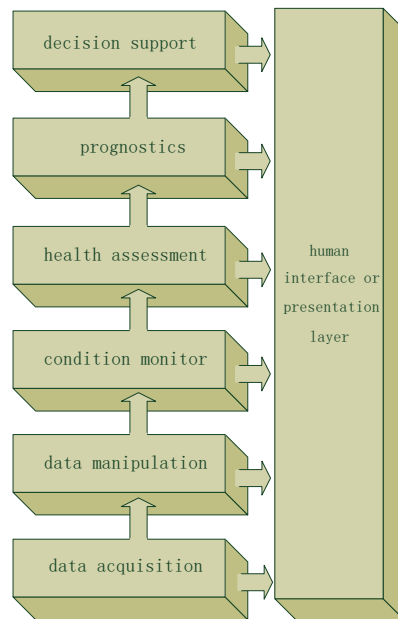 decision support
prognostics
health assessment
condition monitor
data manipulation
data acquisition
human
interface or
presentation
layer